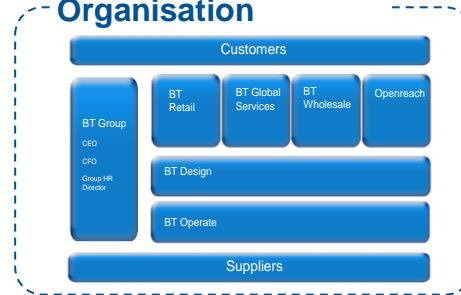 Organisation
Customers
BT Group
CEO
CFO
Group HR
Director
BT
Retail
BT Global
Services
BT
Wholesale
Openreach
BT Design
BT Operate
Suppliers